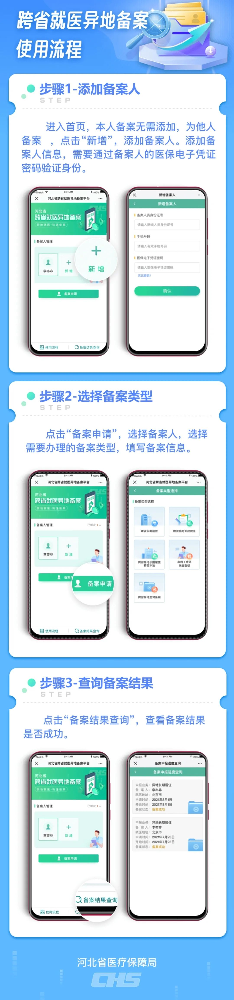 跨省就医异地备案
使用流程
步骤1-添加备案人
STEP
进入首页，本人备案无需添加，为他人
备案 ，点击“新增”，添加备案人。添加备
案人信息，需要通过备案人的医保电子凭证
密码验证身份。
Sketch 9:41 AM 100%
河北省跨省就医异地备案平台
河北省
跨省就医异地备案
异地就医·快速备案
备案人管理
李亦非
新增
新增
备案申请
使用流程
备案结果查询
新增备案人
新增备案人
备案人员身份证号
请输入新增人员身份证号
手机号码
请输入有效手机号码
医保电子凭证密码
请输入医保电子凭证密码
忘记密码?
确认
步骤2-选择备案类型
STEP
点击“备案申请”，选择备案人，选择
需要办理的备案类型，填写备案信息。
Sketch 9:41 AM 100%
河北省跨省就医异地备案平台
河北省
跨省就医异地备案
异地就医·快速备案
备案人管理
已绑定 1 人
李亦非
新增
备案申请
使用流程
备案结果查询
Sketch 9:41 AM 100%
河北省跨省就医异地备案平台
备案类型选择
备案类型选择
跨省长期居住
跨省临时外出就医
跨省异地长期居住
转回本地
非因工意外
伤害登记
跨省异地生育备案
步骤3-查询备案结果
STEP
点击“备案结果查询”，查看备案结果
是否成功。
Sketch 9:41 AM 100%
河北省跨省就医异地备案平台
河北省
跨省就医异地备案
异地就医·快速备案
备案人管理
已绑定 1 人
李亦非
新增
备案申请
备案结果查询
使用流程
Sketch 9:41 AM 100%
备案申报进度查询
备案申报进度查询
申报业务：异地长期居住
备 案 人：李亦非
就医地址：北京市
申请时间：2021年8月1日
开始时间：2021年8月1日
备案状态：备案成功
申报业务：异地长期居住
备 案 人：李亦非
就医地址：北京市
申请时间：2021年7月23日
开始时间：2021年7月23日
备案状态：备案成功
河北省医疗保障局
CHS